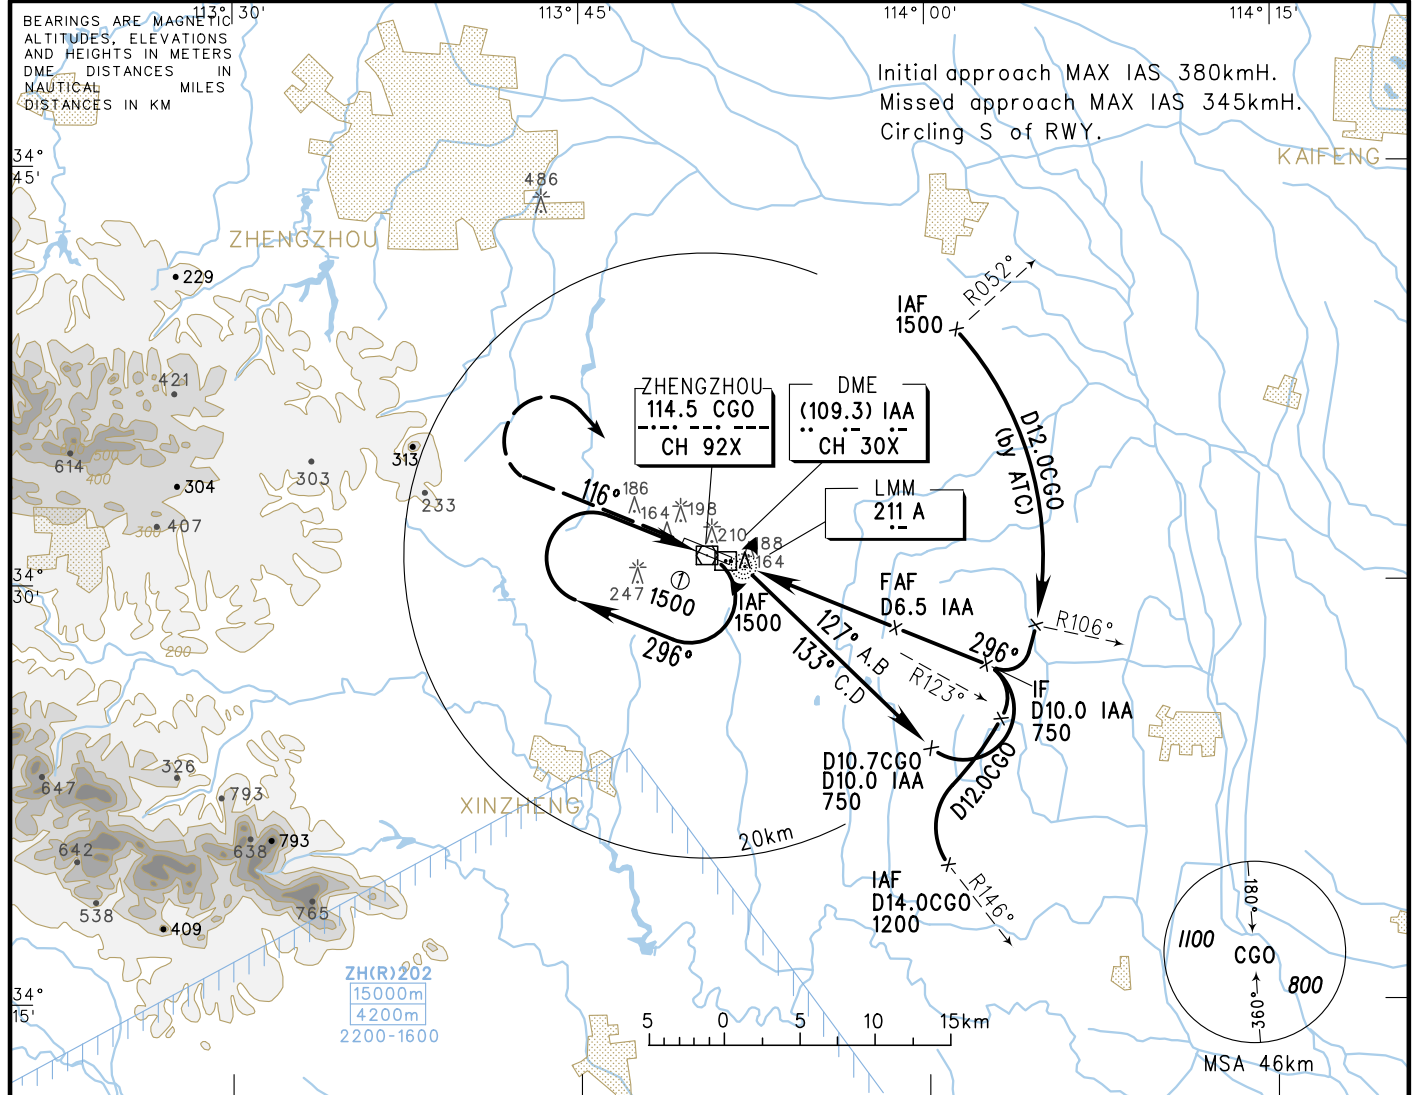 113° 30'
113° 45'
114° 00'
114° 15'
BEARINGS ARE MAGNETIC
ALTITUDES, ELEVATIONS
AND HEIGHTS IN METERS
DME DISTANCES IN
NAUTICAL MILES
DISTANCES IN KM
Initial approach MAX IAS 380kmH.
Missed approach MAX IAS 345kmH.
Circling S of RWY.
34°
45'
KAIFENG
486
ZHENGZHOU
229
R052°
IAF
1500
421
ZHENGZHOU
114.5 CGO
CH 92X
DME
(109.3) IAA
CH 30X
D12.0CGO
(by ATC)
614
500
400
303
313
304
233
407
300
116°
186
164
198
210
188
164
LMM
211 A
34°
30'
247
1
1500
IAF
1500
FAF
D6.5 IAA
R106°
296°
296°
127° A.B
133° C.D
R123°
IF
D10.0 IAA
750
200
D10.7CGO
D10.0 IAA
750
D12.0CGO
647
326
793
XINZHENG
20km
642
638
793
538
409
765
IAF
D14.0CGO
1200
R146°
180°
1100
CGO
800
360°
MSA 46km
ZH(R)202
15000m
4200m
2200-1600
34°
15'
5 0 5 10 15km